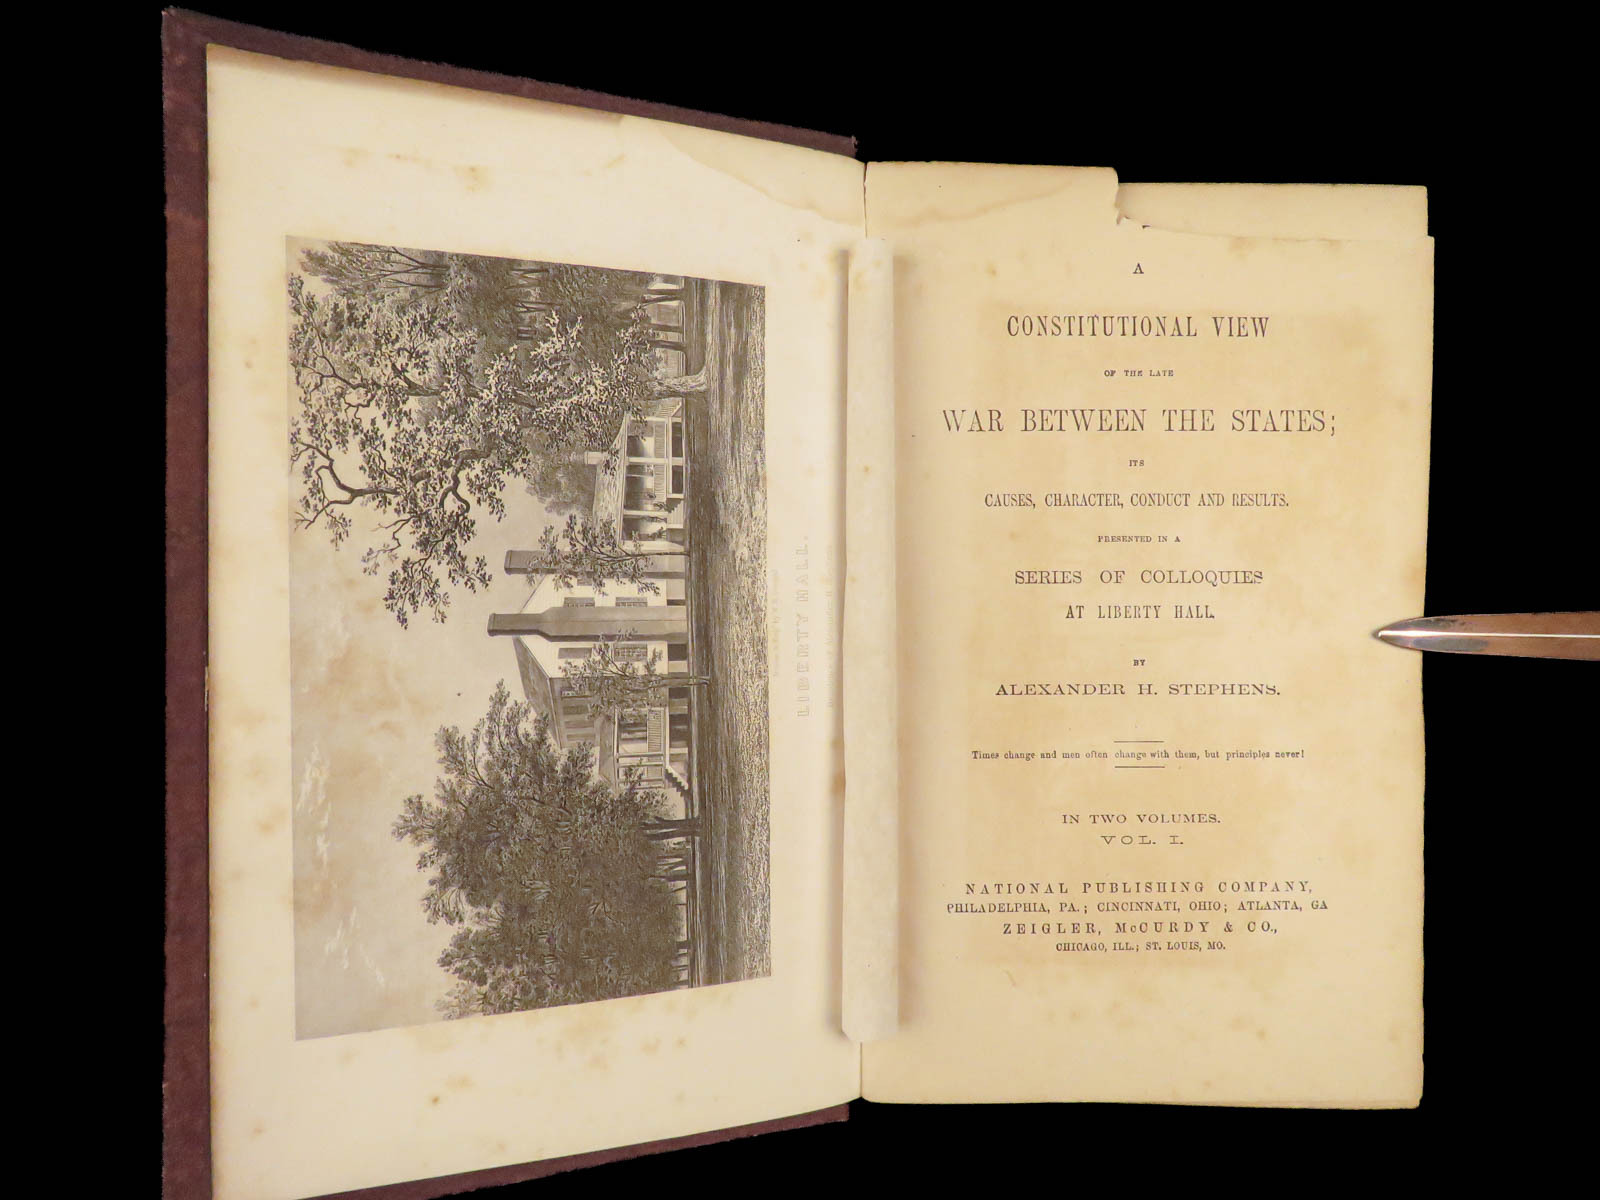 LIBERTY HALL.
A
CONSTITUTIONAL VIEW
OF THE LATE
WAR BETWEEN THE STATES;
ITS
CAUSES, CHARACTER, CONDUCT AND RESULTS.
PRESENTED IN A
SERIES OF COLLOQUIES
AT LIBERTY HALL.
BY
ALEXANDER H. STEPHENS.
Times change and men often change with them, but principles never!
IN TWO VOLUMES.
VOL. I.
NATIONAL PUBLISHING COMPANY,
PHILADELPHIA, PA.; CINCINNATI, OHIO; ATLANTA, GA
ZEIGLER, McCURDY & CO.,
CHICAGO, ILL.; ST. LOUIS, MO.